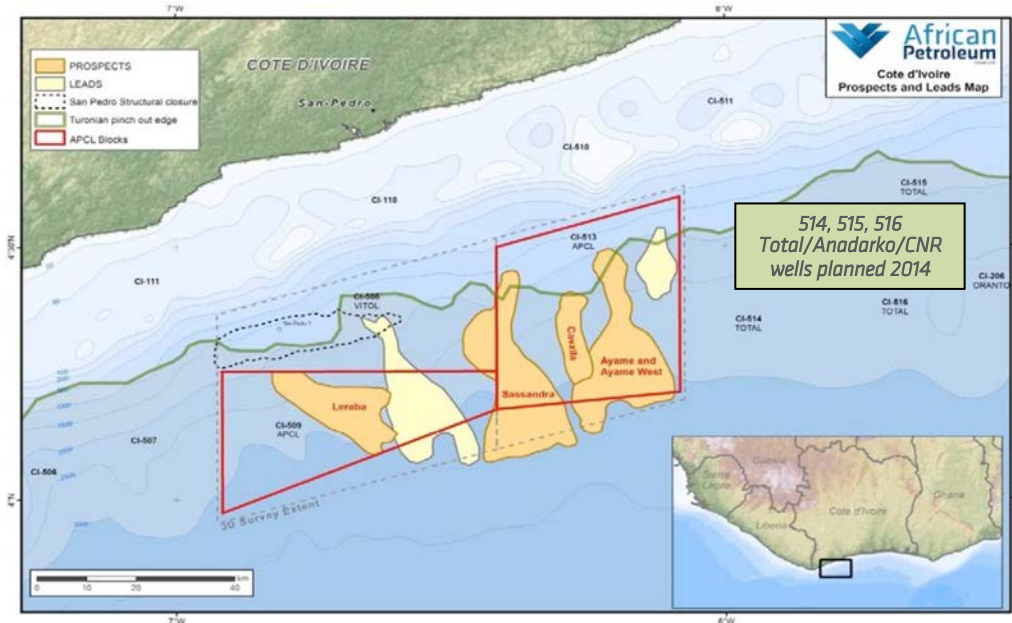 7°W
6°W
African
Petroleum
Cote d'Ivoire
Prospects and Leads Map
PROSPECTS
LEADS
San Pedro Structural closure
Turonian pinch out edge
APCL Blocks
COTE D'IVOIRE
San-Pedro
CI-511
CI-510
CI-110
CI-515
TOTAL
514, 515, 516
Total/Anadarko/CNR
wells planned 2014
4°30'N
CI-513
APCL
CI-111
CI-206
ORANTO
CI-508
VITOL
CI-516
TOTAL
CI-514
TOTAL
Ayame and
Ayame West
Sassandra
Leraba
CI-509
APCL
CI-507
CI-506
4°N
3D Survey Extent
Guinea
Sierra
Leone
Liberia
Cote d'Ivoire
Ghana
km
0 10 20 40
7°W
6°W